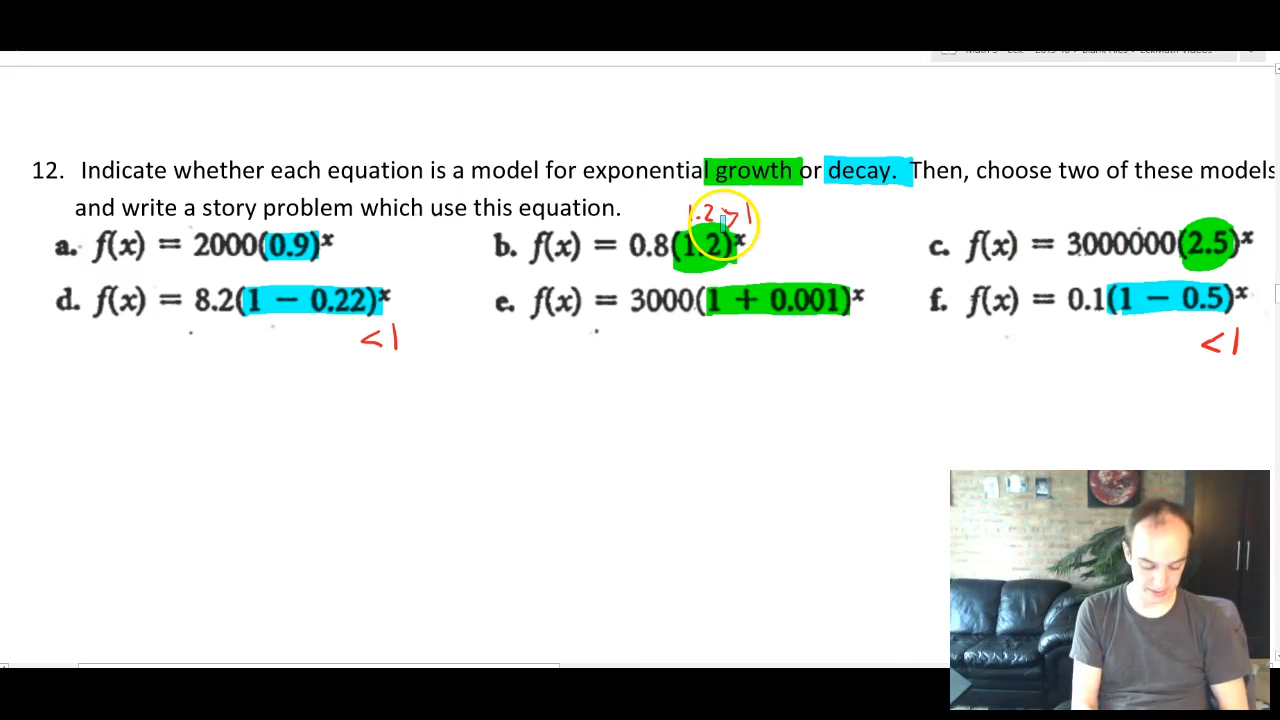 12. Indicate whether each equation is a model for exponential growth or decay. Then, choose two of these models
and write a story problem which use this equation.
1.2 > 1
a. f(x) = 2000(0.9)ˣ b. f(x) = 0.8(1.2)ˣ c. f(x) = 3000000(2.5)ˣ
d. f(x) = 8.2(1 − 0.22)ˣ e. f(x) = 3000(1 + 0.001)ˣ f. f(x) = 0.1(1 − 0.5)ˣ
< 1 < 1